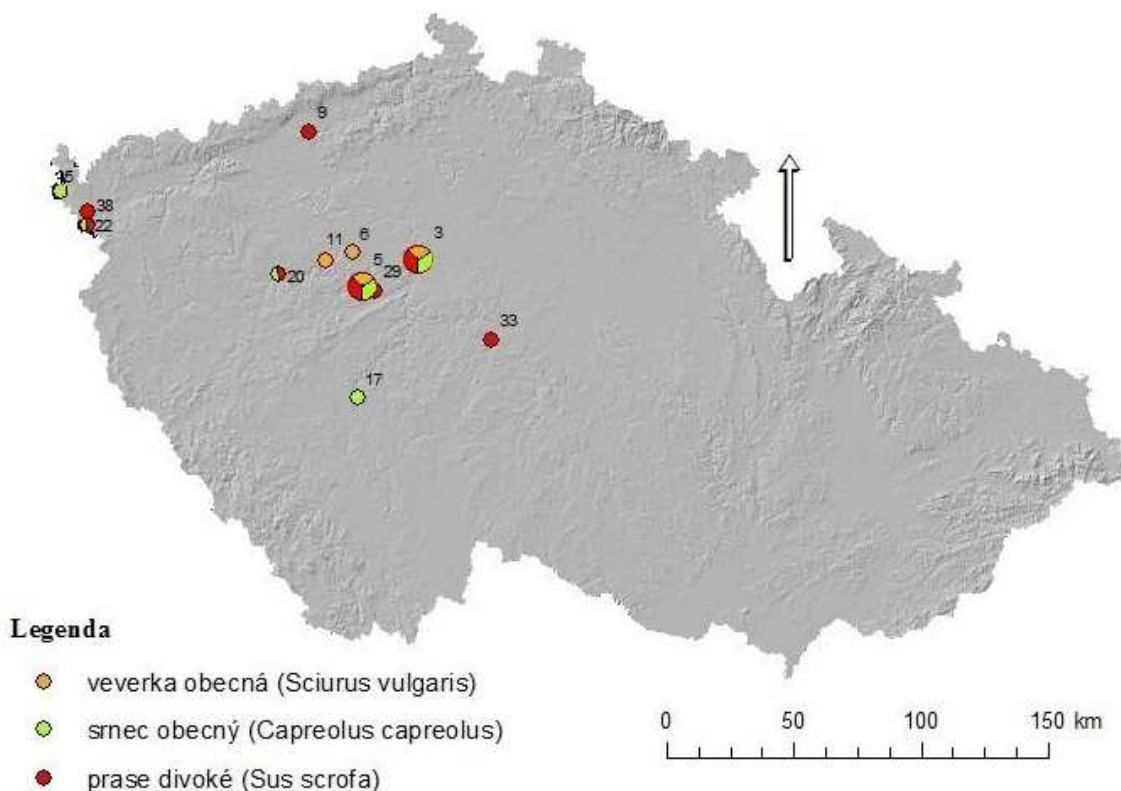 9
35
38
22
6
3
11
5
20
29
33
17
Legenda
veverka obecná (Sciurus vulgaris)
srnec obecný (Capreolus capreolus)
prase divoké (Sus scrofa)
0 50 100 150 km